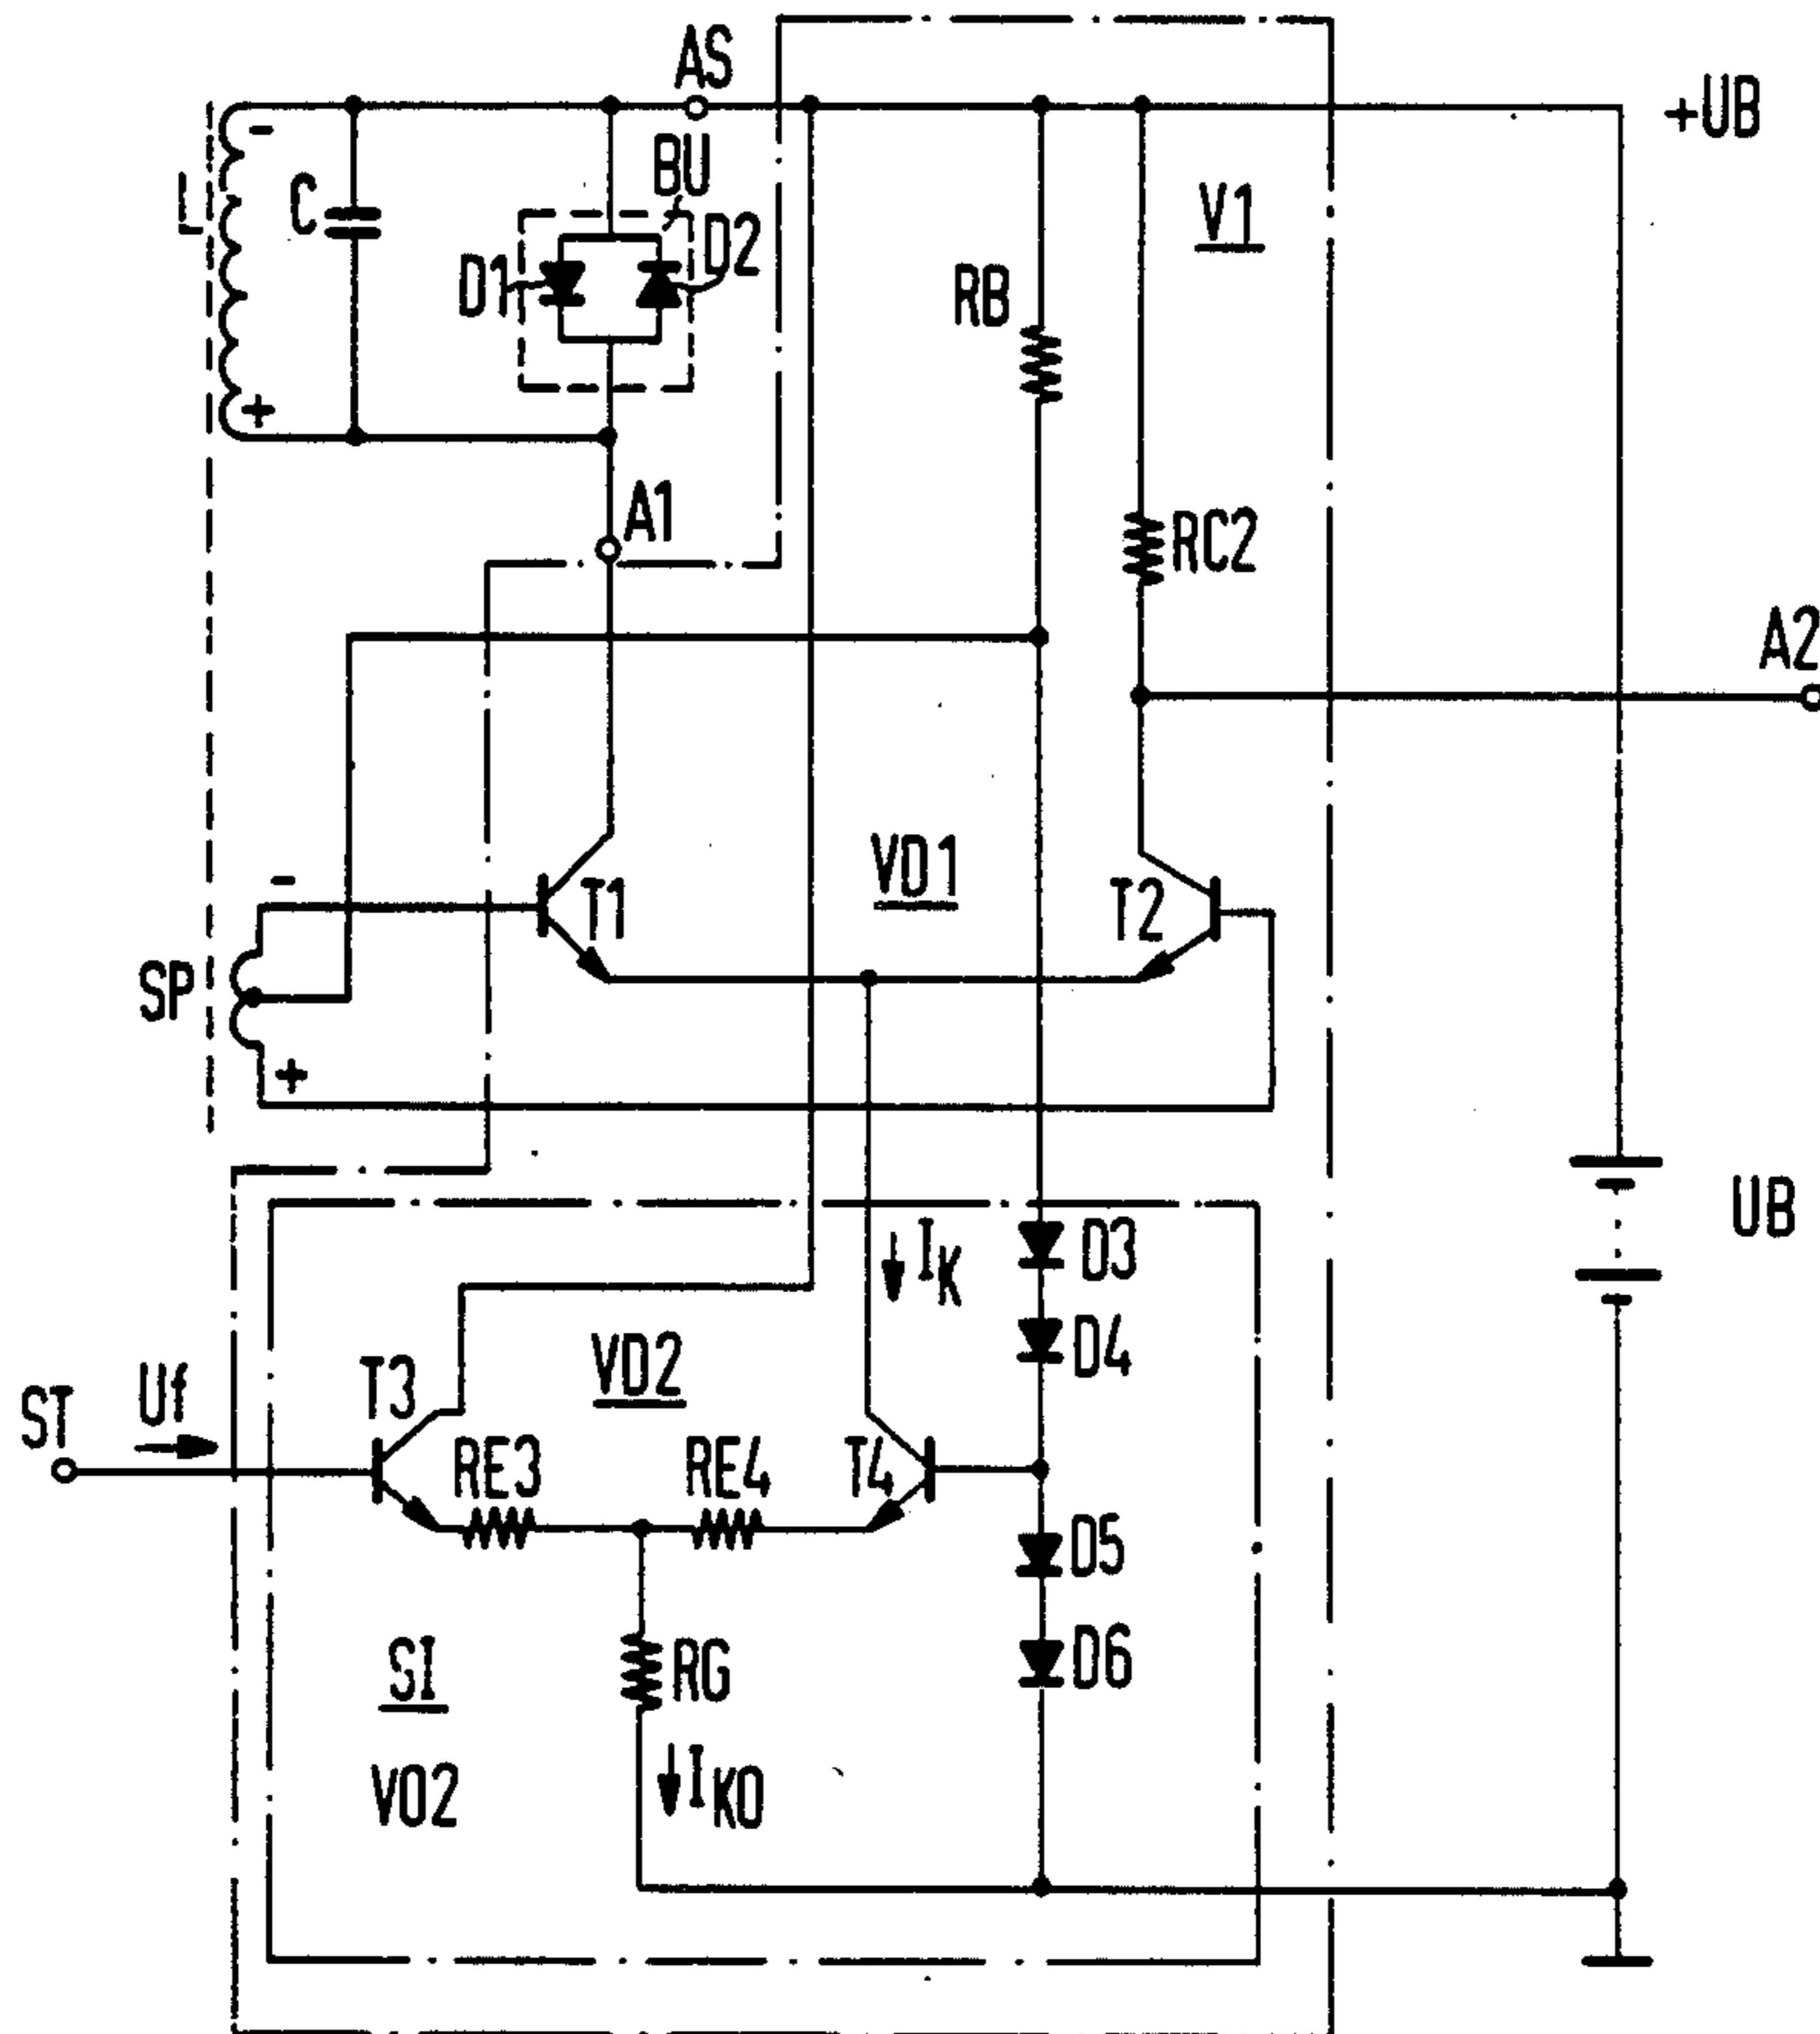 AS
+UB
-
L
C
BU
D1
D2
V1
RB
+
A1
RC2
A2
VD1
-
T1
T2
SP
+
UB
D3
IK
D4
VD2
T3
ST
Uf
RE3
RE4
T4
D5
SI
RG
D6
VO2
IKO